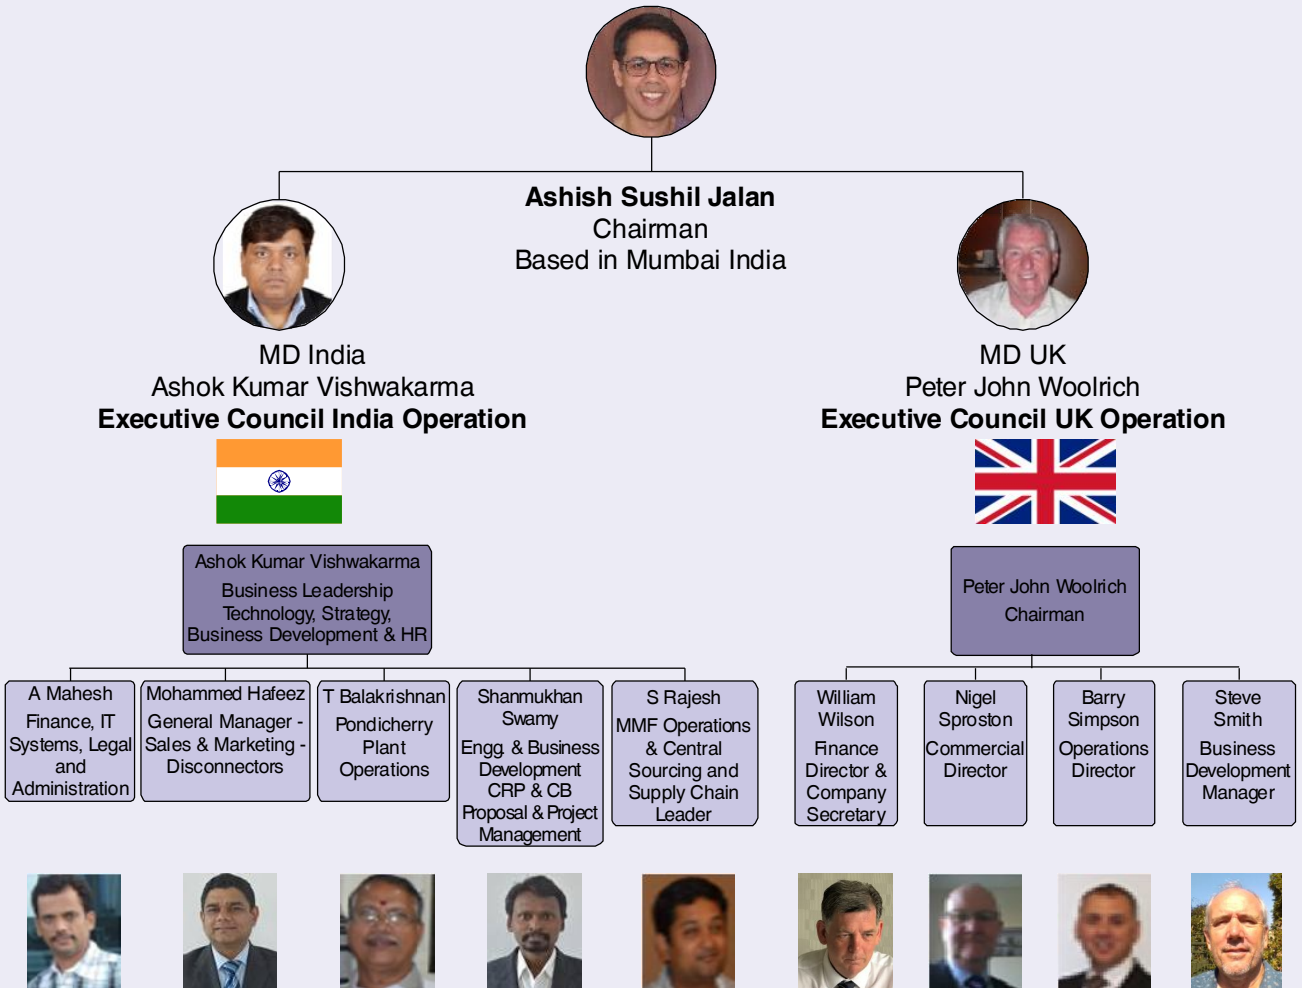 Ashish Sushil Jalan
Chairman
Based in Mumbai India
MD India
Ashok Kumar Vishwakarma
Executive Council India Operation
MD UK
Peter John Woolrich
Executive Council UK Operation
Ashok Kumar Vishwakarma
Business Leadership
Technology, Strategy,
Business Development & HR
Peter John Woolrich
Chairman
A Mahesh
Finance, IT
Systems, Legal
and
Administration
Mohammed Hafeez
General Manager -
Sales & Marketing -
Disconnectors
T Balakrishnan
Pondicherry
Plant
Operations
Shanmukhan
Swamy
Engg. & Business
Development
CRP & CB
Proposal & Project
Management
S Rajesh
MMF Operations
& Central
Sourcing and
Supply Chain
Leader
William
Wilson
Finance
Director &
Company
Secretary
Nigel
Sproston
Commercial
Director
Barry
Simpson
Operations
Director
Steve
Smith
Business
Development
Manager